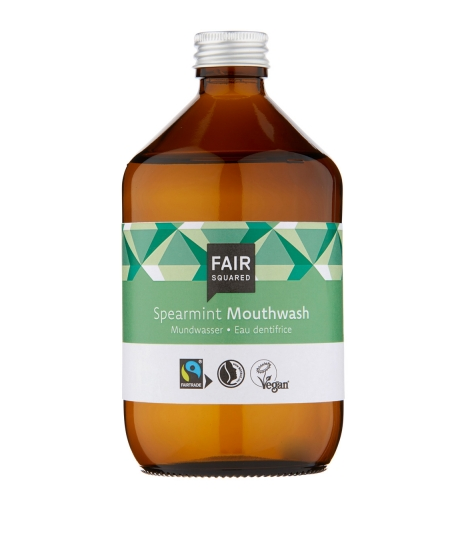 FAIR
SQUARED
Spearmint Mouthwash
Mundwasser • Eau dentifrice
FAIRTRADE
Vegan